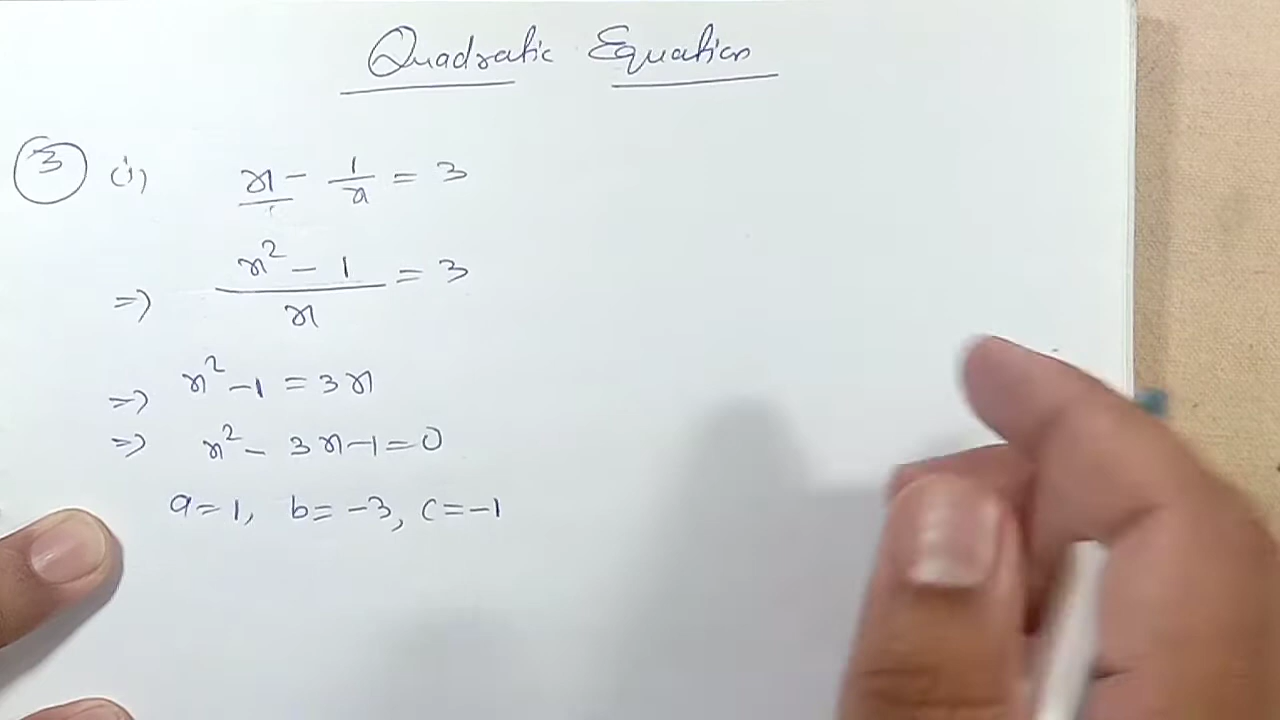 Quadratic Equation
3 (i) x - 1/x = 3
=> x² - 1 / x = 3
=> x² - 1 = 3x
=> x² - 3x - 1 = 0
a = 1, b = -3, c = -1